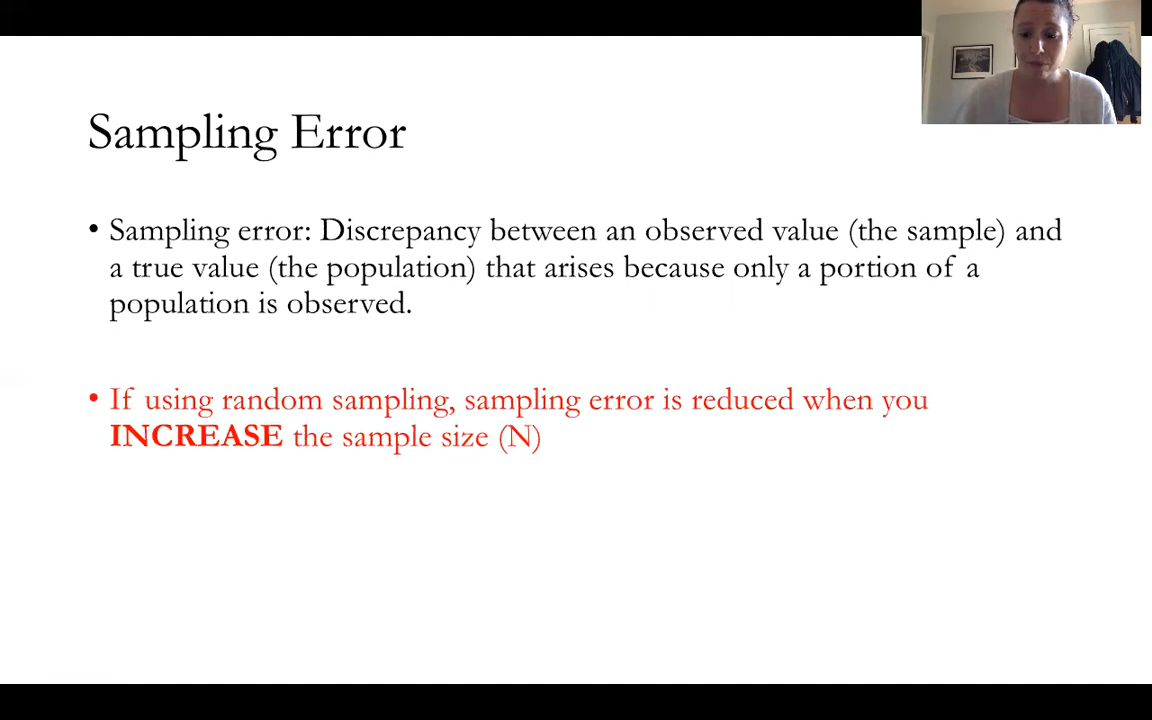 Sampling Error
• Sampling error: Discrepancy between an observed value (the sample) and
a true value (the population) that arises because only a portion of a
population is observed.
• If using random sampling, sampling error is reduced when you
INCREASE the sample size (N)